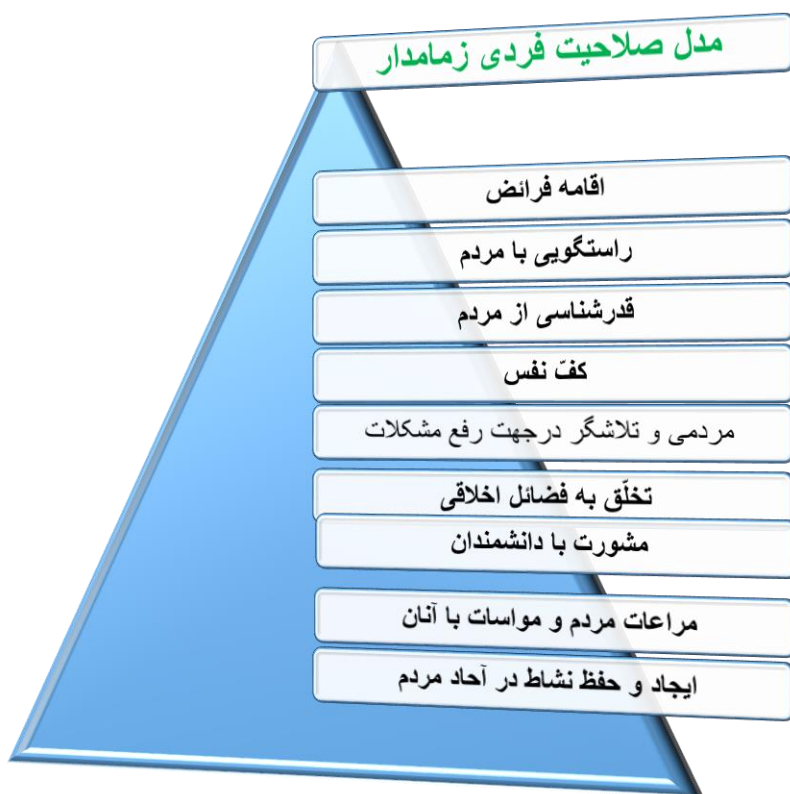 مدل صلاحیت فردی زمامدار
اقامه فرائض
راستگویی با مردم
قدرشناسی از مردم
کفّ نفس
مردمی و تلاشگر درجهت رفع مشکلات
تخلّق به فضائل اخلاقی
مشورت با دانشمندان
مراعات مردم و مواسات با آنان
ایجاد و حفظ نشاط در آحاد مردم